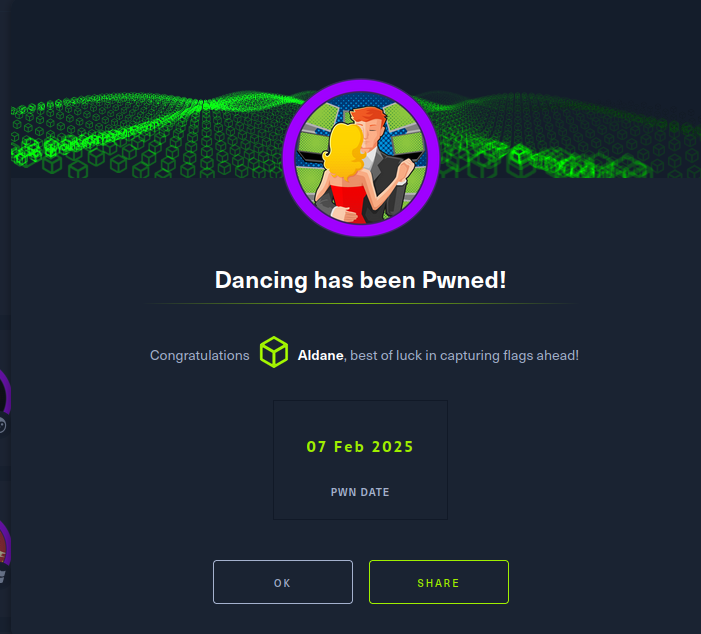 Dancing has been Pwned!
Congratulations Aldane, best of luck in capturing flags ahead!
07 Feb 2025
PWN DATE
OK SHARE